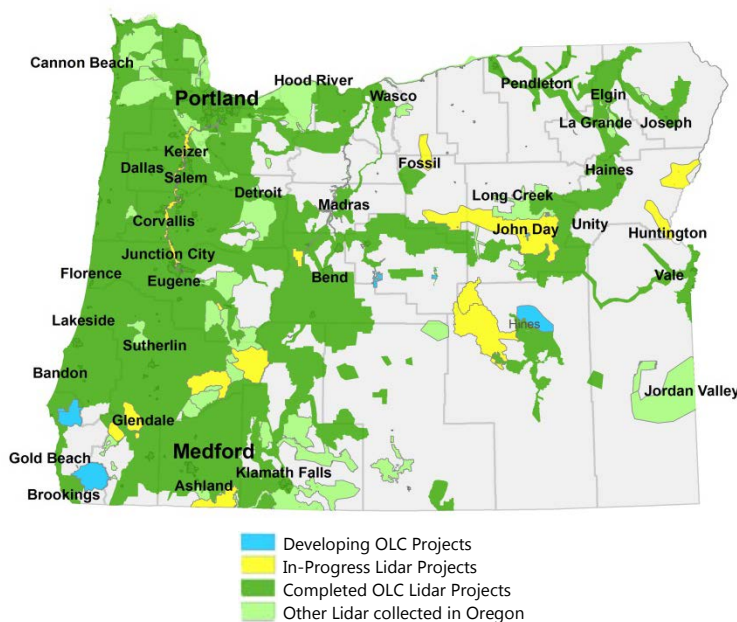 Cannon Beach
Hood River
Portland
Wasco
Pendleton
Elgin
La Grande
Joseph
Keizer
Dallas
Salem
Fossil
Haines
Detroit
Madras
Long Creek
Corvallis
John Day
Unity
Huntington
Junction City
Florence
Eugene
Bend
Vale
Lakeside
Hines
Sutherlin
Bandon
Jordan Valley
Glendale
Medford
Gold Beach
Klamath Falls
Ashland
Brookings
Developing OLC Projects
In-Progress Lidar Projects
Completed OLC Lidar Projects
Other Lidar collected in Oregon